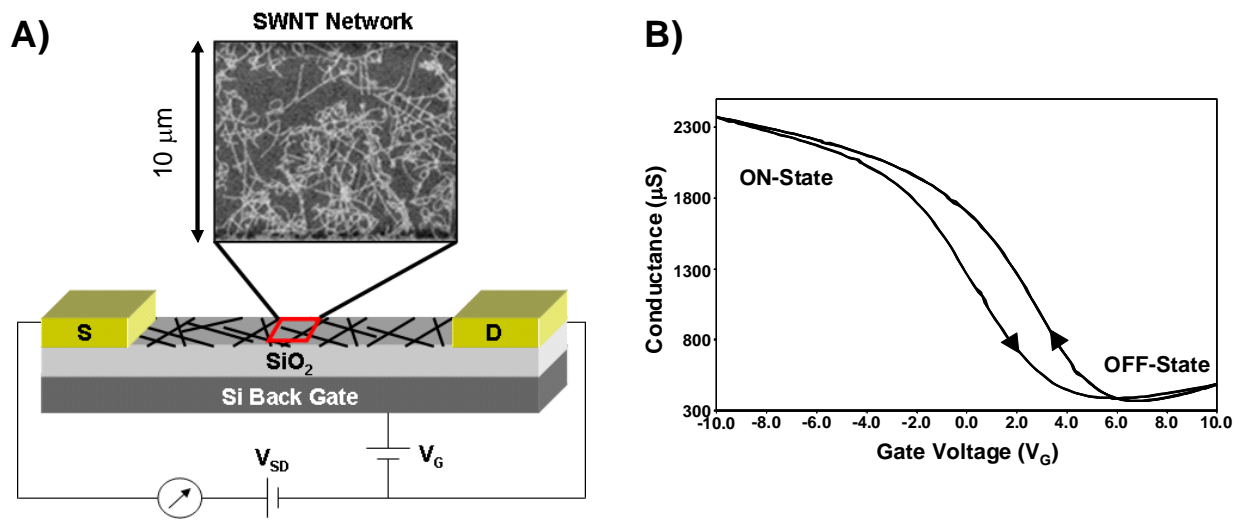 A)
SWNT Network
10 μm
S
D
SiO2
Si Back Gate
VSD
VG
B)
Conductance (μS)
2300
1800
1300
800
300
ON-State
OFF-State
-10.0 -8.0 -6.0 -4.0 -2.0 0.0 2.0 4.0 6.0 8.0 10.0
Gate Voltage (VG)